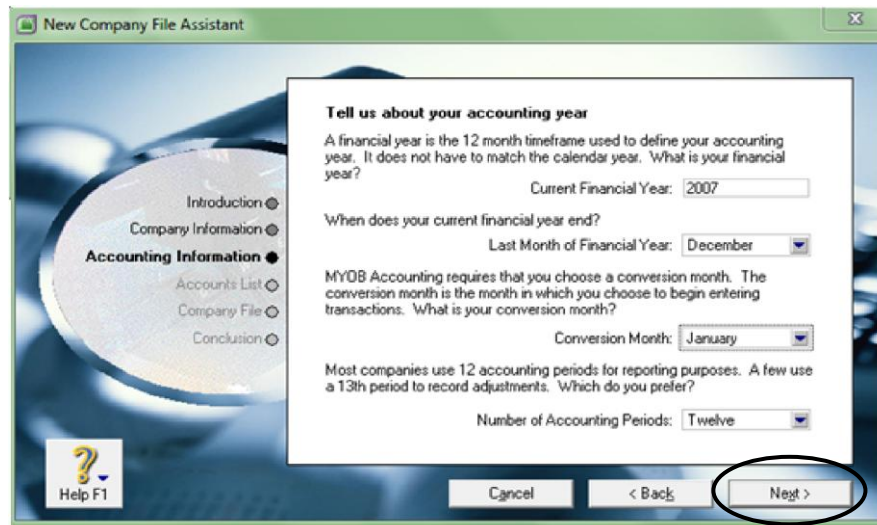 New Company File Assistant
Introduction
Company Information
Accounting Information
Accounts List
Company File
Conclusion
Help F1
Tell us about your accounting year
A financial year is the 12 month timeframe used to define your accounting
year. It does not have to match the calendar year. What is your financial
year?
Current Financial Year: 2007
When does your current financial year end?
Last Month of Financial Year: December
MYOB Accounting requires that you choose a conversion month. The
conversion month is the month in which you choose to begin entering
transactions. What is your conversion month?
Conversion Month: January
Most companies use 12 accounting periods for reporting purposes. A few use
a 13th period to record adjustments. Which do you prefer?
Number of Accounting Periods: Twelve
Cancel < Back Next >